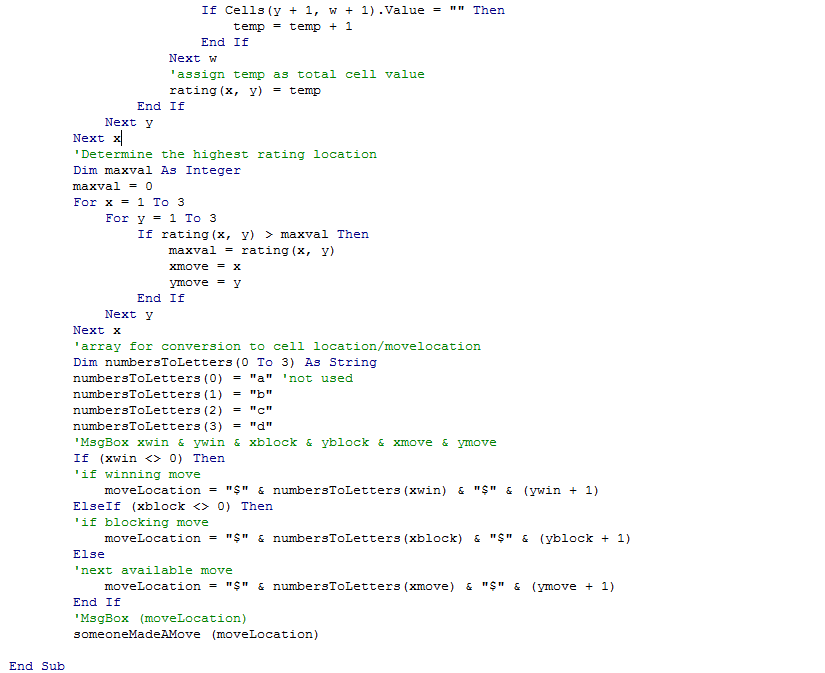 If Cells(y + 1, w + 1).Value = "" Then
temp = temp + 1
End If
Next w
'assign temp as total cell value
rating(x, y) = temp
End If
Next y
Next x
'Determine the highest rating location
Dim maxval As Integer
maxval = 0
For x = 1 To 3
For y = 1 To 3
If rating(x, y) > maxval Then
maxval = rating(x, y)
xmove = x
ymove = y
End If
Next y
Next x
'array for conversion to cell location/movelocation
Dim numbersToLetters(0 To 3) As String
numbersToLetters(0) = "a" 'not used
numbersToLetters(1) = "b"
numbersToLetters(2) = "c"
numbersToLetters(3) = "d"
'MsgBox xwin & ywin & xblock & yblock & xmove & ymove
If (xwin <> 0) Then
'if winning move
moveLocation = "$" & numbersToLetters(xwin) & "$" & (ywin + 1)
ElseIf (xblock <> 0) Then
'if blocking move
moveLocation = "$" & numbersToLetters(xblock) & "$" & (yblock + 1)
Else
'next available move
moveLocation = "$" & numbersToLetters(xmove) & "$" & (ymove + 1)
End If
'MsgBox (moveLocation)
someoneMadeAMove (moveLocation)
End Sub